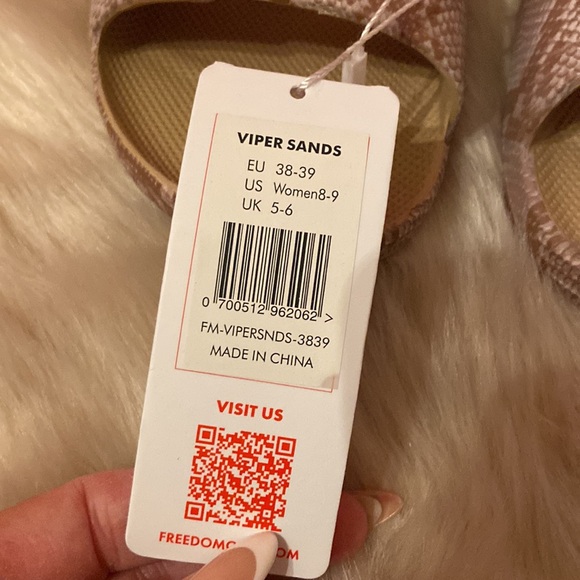 VIPER SANDS
EU 38-39
US Women8-9
UK 5-6
0 700512 962062 >
FM-VIPERSNDS-3839
MADE IN CHINA
VISIT US